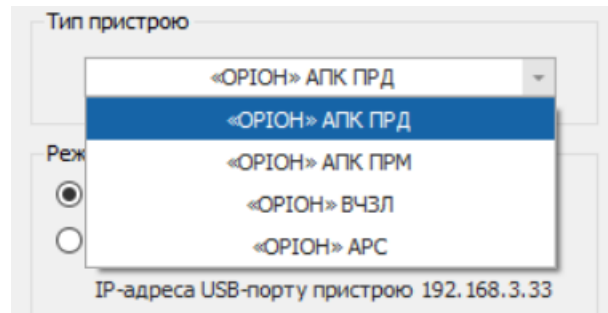 Тип пристрою
«ОРІОН» АПК ПРД
«ОРІОН» АПК ПРД
«ОРІОН» АПК ПРМ
«ОРІОН» ВЧЗЛ
«ОРІОН» АРС
Реж
IP-адреса USB-порту пристрою 192.168.3.33